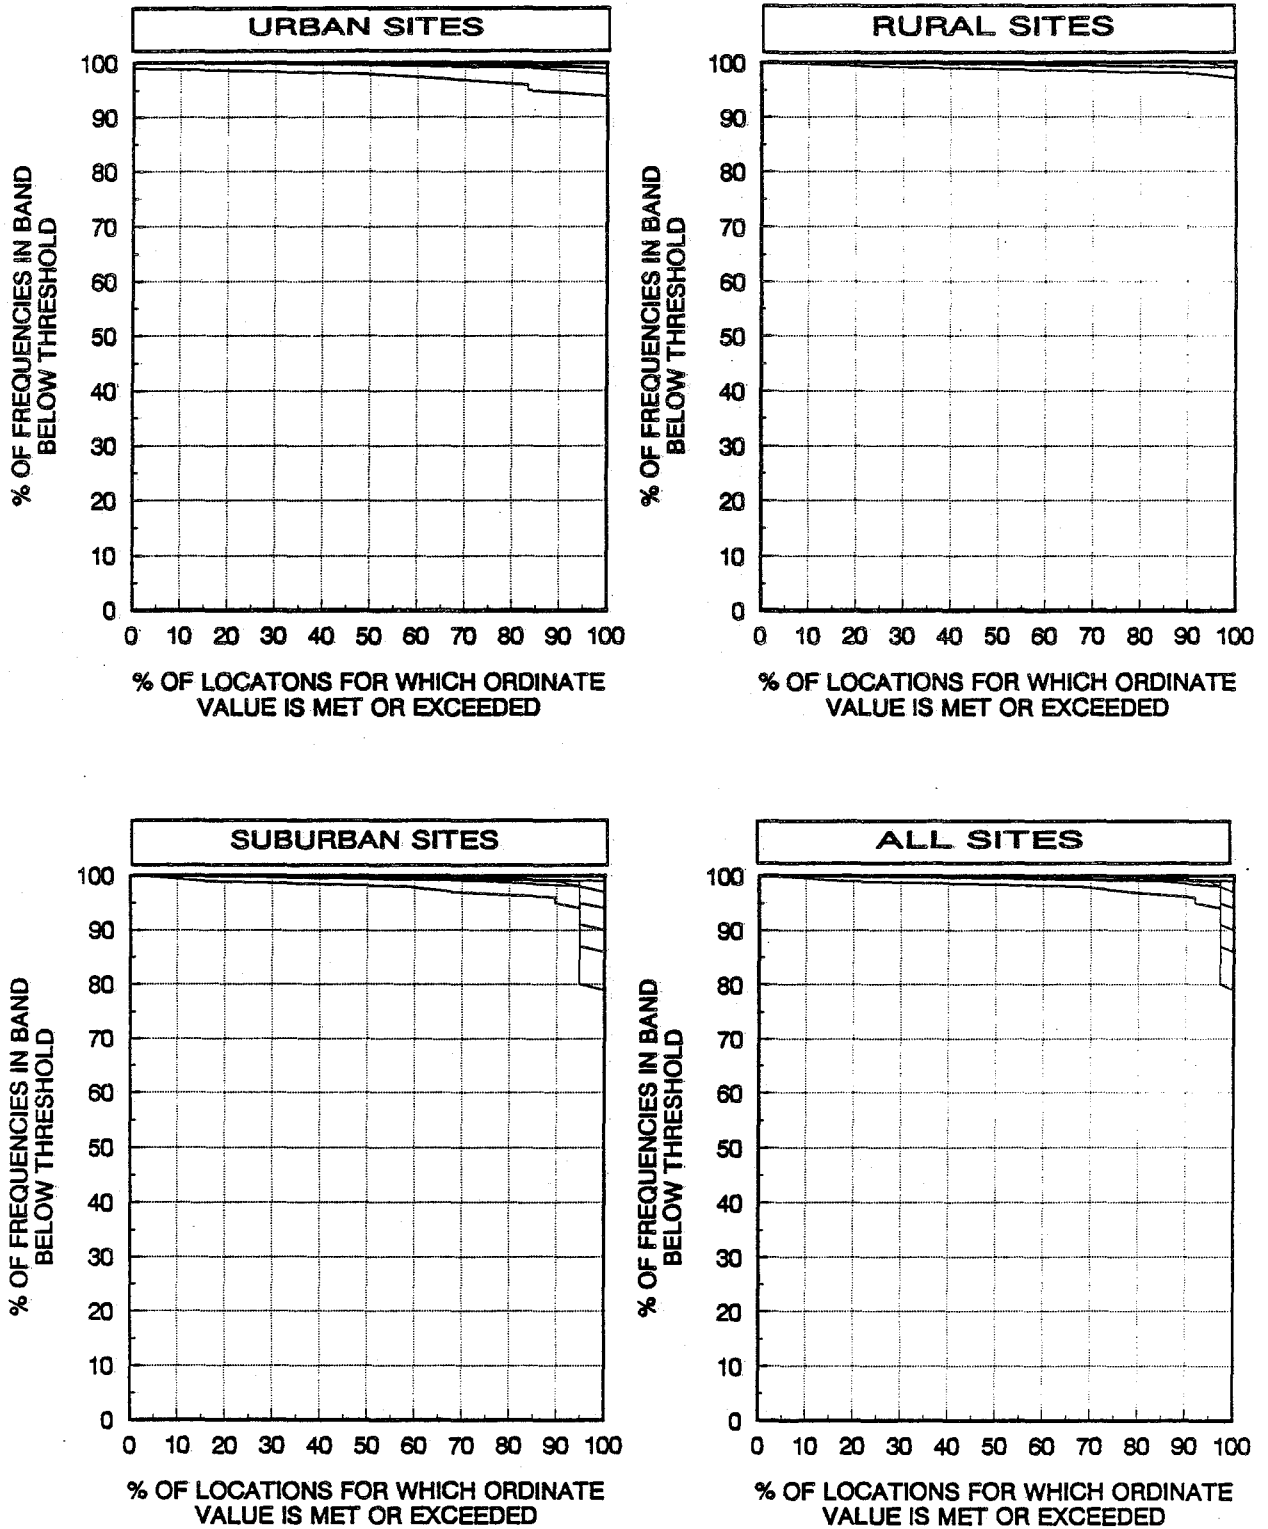 URBAN SITES
100
90
80
70
60
50
40
30
20
10
0
0 10 20 30 40 50 60 70 80 90 100
% OF FREQUENCIES IN BAND
BELOW THRESHOLD
% OF LOCATONS FOR WHICH ORDINATE
VALUE IS MET OR EXCEEDED
RURAL SITES
100
90
80
70
60
50
40
30
20
10
0
0 10 20 30 40 50 60 70 80 90 100
% OF FREQUENCIES IN BAND
BELOW THRESHOLD
% OF LOCATIONS FOR WHICH ORDINATE
VALUE IS MET OR EXCEEDED
SUBURBAN SITES
100
90
80
70
60
50
40
30
20
10
0
0 10 20 30 40 50 60 70 80 90 100
% OF FREQUENCIES IN BAND
BELOW THRESHOLD
% OF LOCATIONS FOR WHICH ORDINATE
VALUE IS MET OR EXCEEDED
ALL SITES
100
90
80
70
60
50
40
30
20
10
0
0 10 20 30 40 50 60 70 80 90 100
% OF FREQUENCIES IN BAND
BELOW THRESHOLD
% OF LOCATIONS FOR WHICH ORDINATE
VALUE IS MET OR EXCEEDED